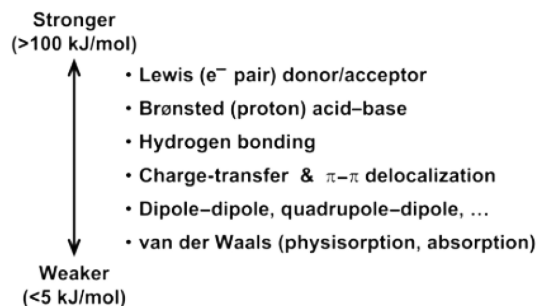 Stronger
(>100 kJ/mol)
• Lewis (e⁻ pair) donor/acceptor
• Brønsted (proton) acid–base
• Hydrogen bonding
• Charge-transfer & π–π delocalization
• Dipole–dipole, quadrupole–dipole, ...
• van der Waals (physisorption, absorption)
Weaker
(<5 kJ/mol)